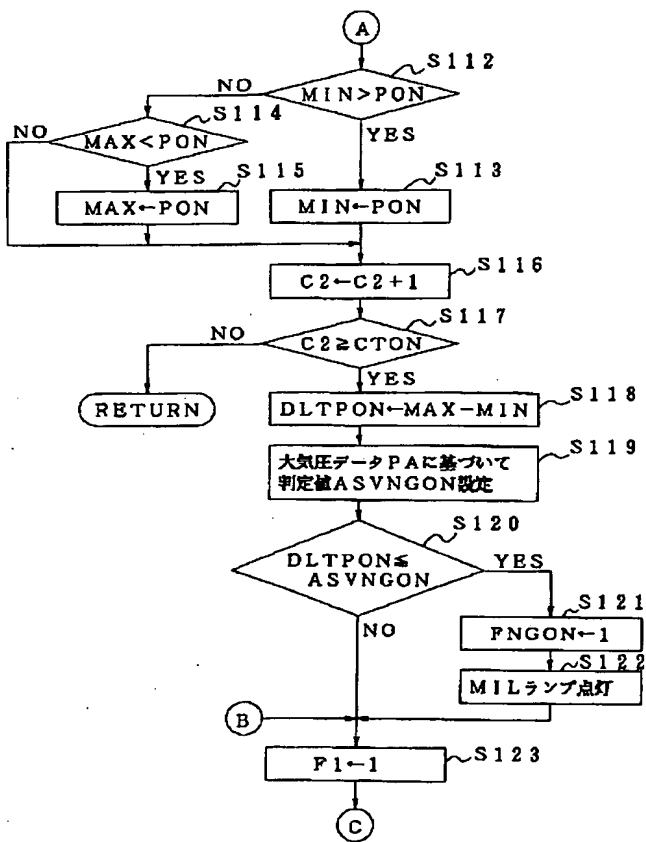 A
S112
MIN>PON
NO
YES
S114
MAX<PON
NO
YES
S115
MAX←PON
S113
MIN←PON
S116
C2←C2+1
S117
C2≧CTON
NO
YES
RETURN
S118
DLTPON←MAX−MIN
S119
大気圧データPAに基づいて
判定値ASVNGON設定
S120
DLTPON≦
ASVNGON
YES
NO
S121
FNGON←1
S122
MILランプ点灯
B
S123
F1←1
C